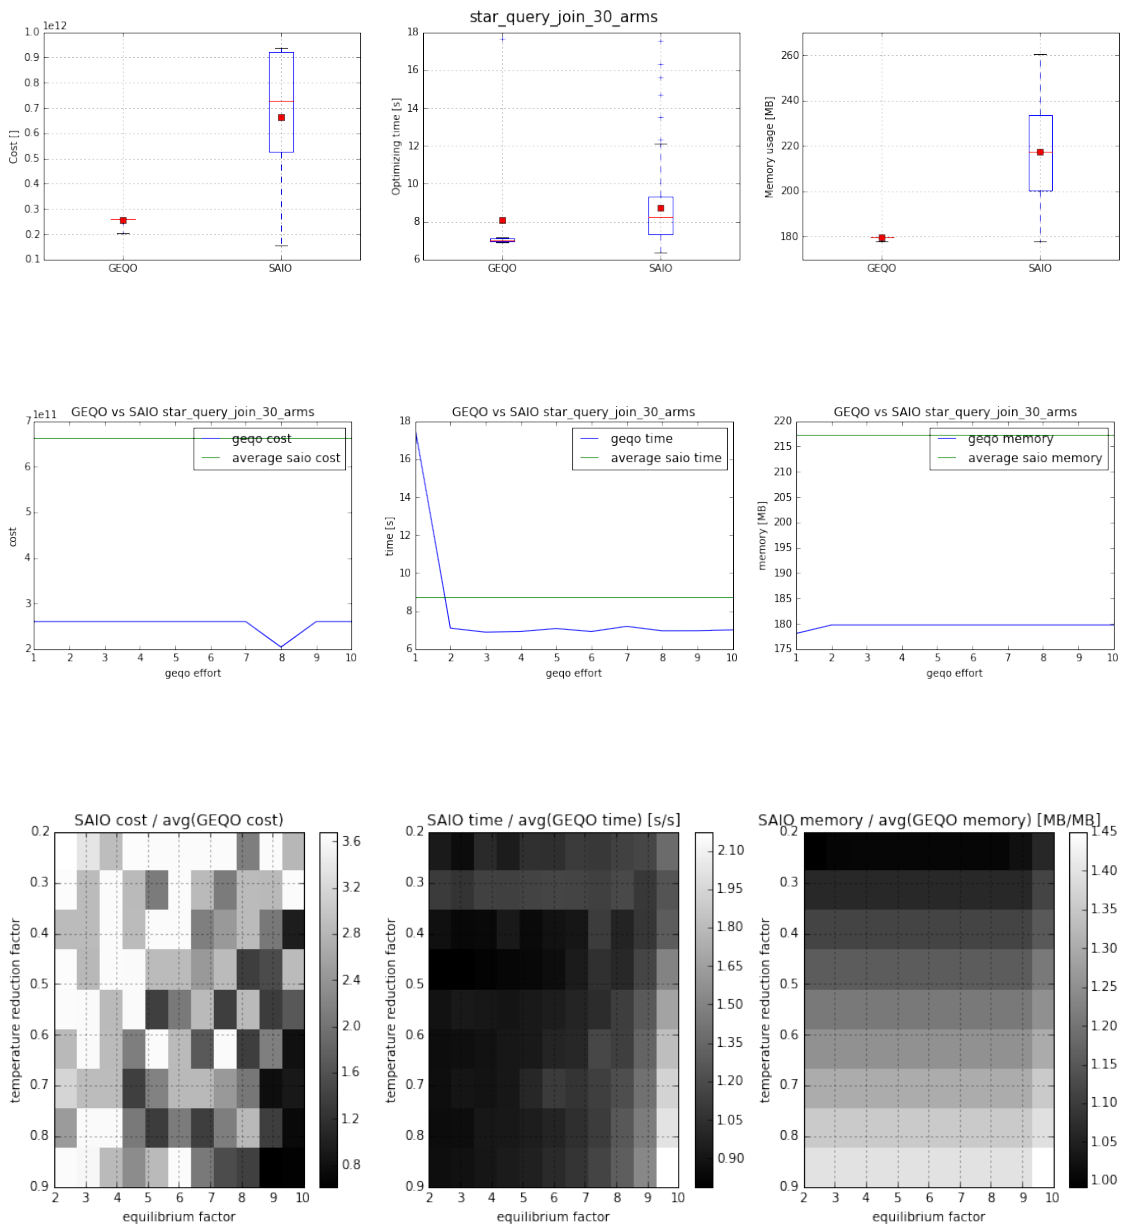 star_query_join_30_arms
1e12
1.0
0.9
0.8
0.7
0.6
0.5
0.4
0.3
0.2
0.1
Cost []
GEQO SAIO
18
16
14
12
10
8
6
Optimizing time [s]
GEQO SAIO
260
240
220
200
180
Memory usage [MB]
GEQO SAIO
GEQO vs SAIO star_query_join_30_arms
1e11
7
6
5
4
3
2
cost
geqo cost
average saio cost
1 2 3 4 5 6 7 8 9 10
geqo effort
GEQO vs SAIO star_query_join_30_arms
18
16
14
12
10
8
6
time [s]
geqo time
average saio time
1 2 3 4 5 6 7 8 9 10
geqo effort
GEQO vs SAIO star_query_join_30_arms
220
215
210
205
200
195
190
185
180
175
memory [MB]
geqo memory
average saio memory
1 2 3 4 5 6 7 8 9 10
geqo effort
SAIO cost / avg(GEQO cost)
0.2
0.3
0.4
0.5
0.6
0.7
0.8
0.9
temperature reduction factor
2 3 4 5 6 7 8 9 10
equilibrium factor
3.6
3.2
2.8
2.4
2.0
1.6
1.2
0.8
SAIO time / avg(GEQO time) [s/s]
0.2
0.3
0.4
0.5
0.6
0.7
0.8
0.9
temperature reduction factor
2 3 4 5 6 7 8 9 10
equilibrium factor
2.10
1.95
1.80
1.65
1.50
1.35
1.20
1.05
0.90
SAIO memory / avg(GEQO memory) [MB/MB]
0.2
0.3
0.4
0.5
0.6
0.7
0.8
0.9
temperature reduction factor
2 3 4 5 6 7 8 9 10
equilibrium factor
1.45
1.40
1.35
1.30
1.25
1.20
1.15
1.10
1.05
1.00